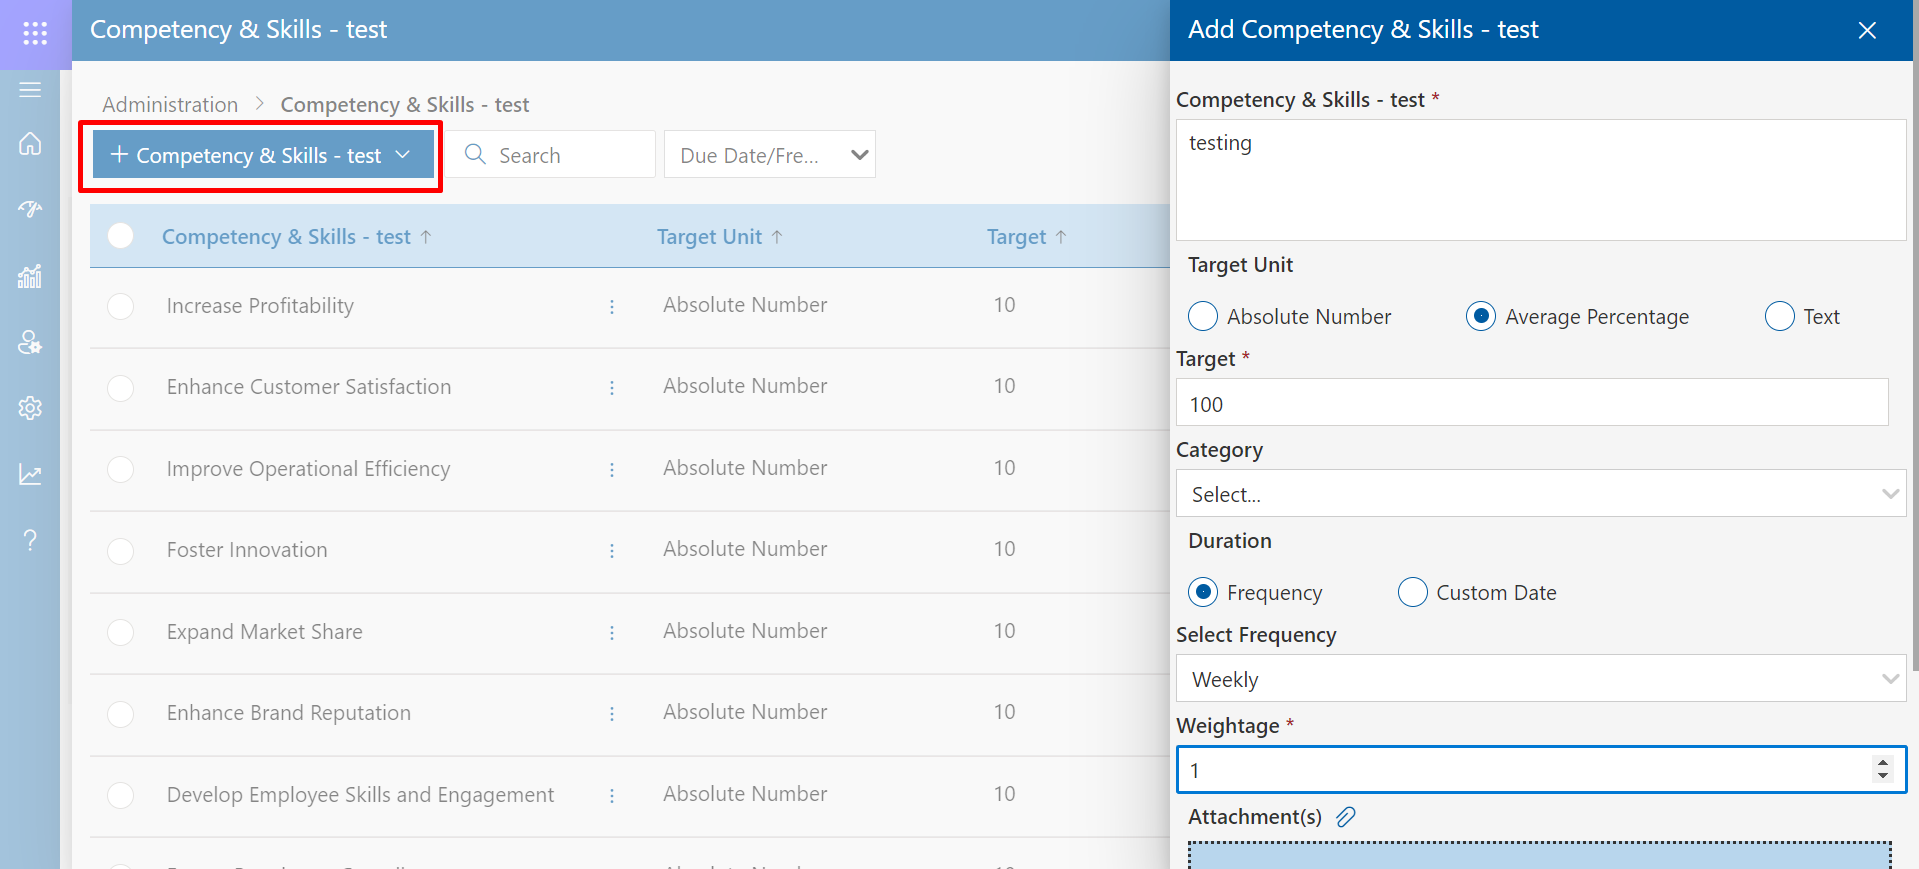 Competency & Skills - test
Administration > Competency & Skills - test
+ Competency & Skills - test
Search
Due Date/Fre...
Competency & Skills - test ↑ Target Unit ↑ Target ↑
Increase Profitability Absolute Number 10
Enhance Customer Satisfaction Absolute Number 10
Improve Operational Efficiency Absolute Number 10
Foster Innovation Absolute Number 10
Expand Market Share Absolute Number 10
Enhance Brand Reputation Absolute Number 10
Develop Employee Skills and Engagement Absolute Number 10
Add Competency & Skills - test
Competency & Skills - test *
testing
Target Unit
Absolute Number Average Percentage Text
Target *
100
Category
Select...
Duration
Frequency Custom Date
Select Frequency
Weekly
Weightage *
1
Attachment(s)